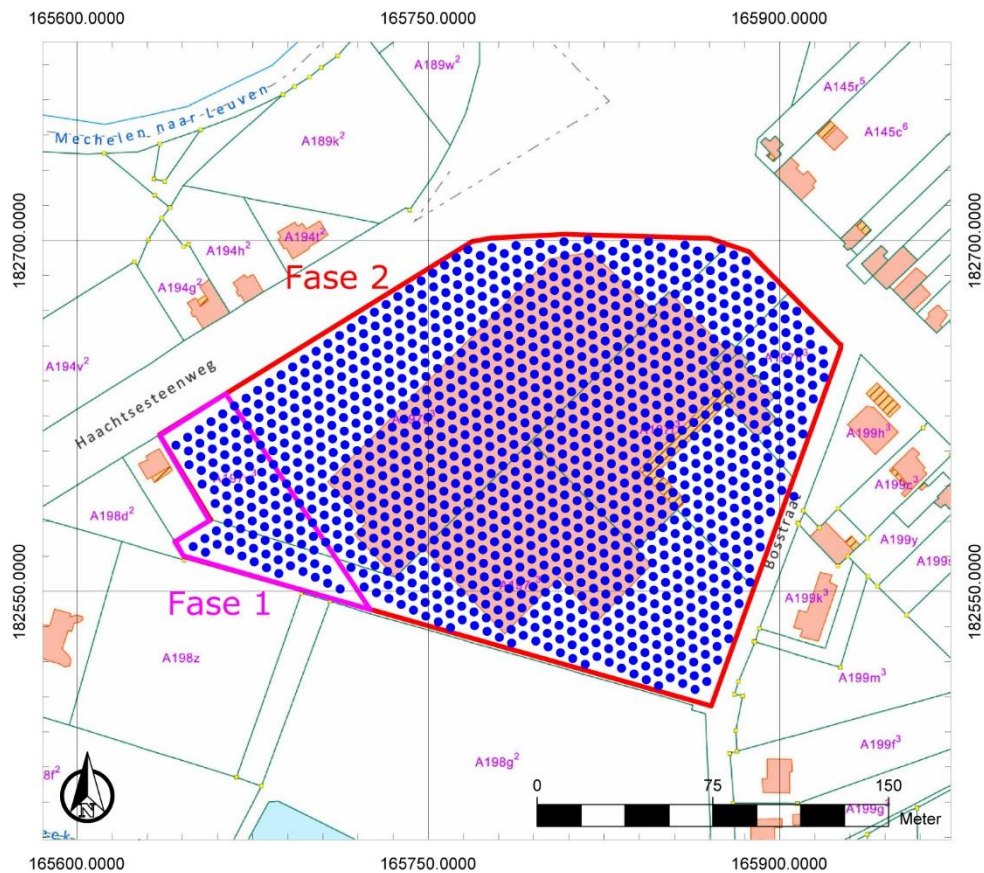 165600.0000 165750.0000 165900.0000
A189w²
A145r⁵
Mechelen naar Leuven
A145c⁶
A189k²
182700.0000 182700.0000
A194t²
A194h²
Fase 2
A194g²
A194v²
Haachtsesteenweg
A199h³
A199c³
A198d²
A199y
Bosstraat
Fase 1
A199k³
182550.0000 182550.0000
A198z
A199m³
A199f³
A198g²
0 75 150
Meter
A199g³
N
165600.0000 165750.0000 165900.0000